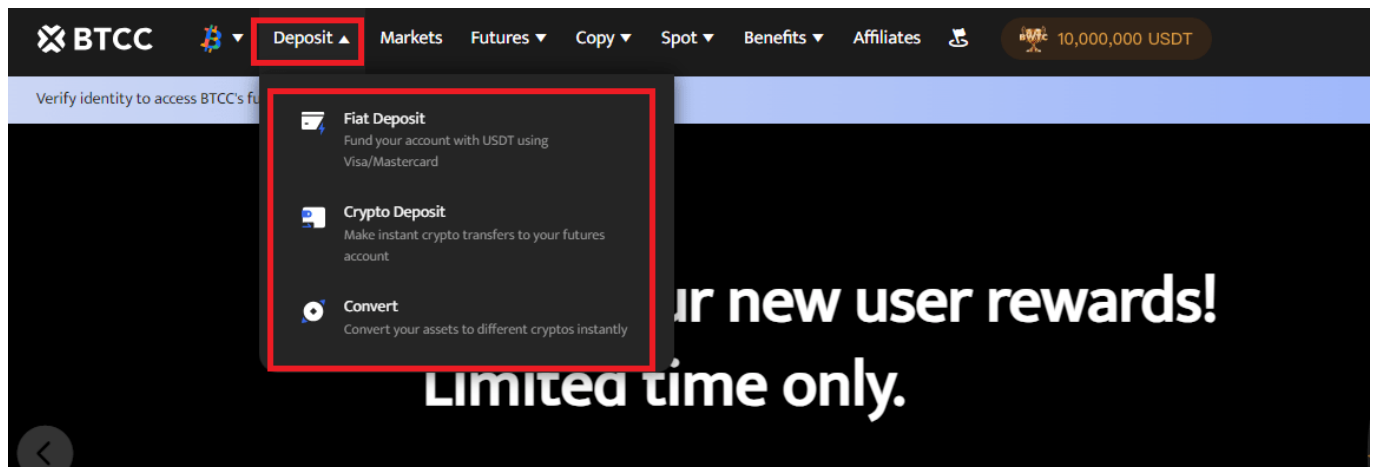 BTCC
Deposit ▲ Markets Futures ▼ Copy ▼ Spot ▼ Benefits ▼ Affiliates 10,000,000 USDT
Verify identity to access BTCC's
Fiat Deposit
Fund your account with USDT using
Visa/Mastercard
Crypto Deposit
Make instant crypto transfers to your futures
account
Convert
Convert your assets to different cryptos instantly
new user rewards!
Limited time only.